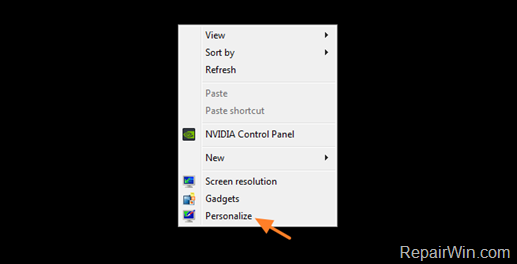 View
Sort by
Refresh
Paste
Paste shortcut
NVIDIA Control Panel
New
Screen resolution
Gadgets
Personalize
RepairWin.com